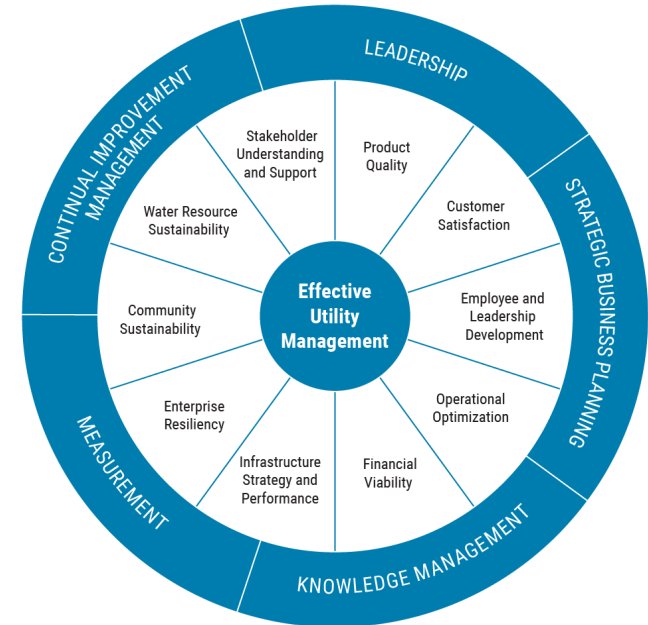 LEADERSHIP
STRATEGIC BUSINESS PLANNING
KNOWLEDGE MANAGEMENT
MEASUREMENT
CONTINUAL IMPROVEMENT
MANAGEMENT
Product
Quality
Customer
Satisfaction
Employee and
Leadership
Development
Operational
Optimization
Financial
Viability
Infrastructure
Strategy and
Performance
Enterprise
Resiliency
Community
Sustainability
Water Resource
Sustainability
Stakeholder
Understanding
and Support
Effective
Utility
Management